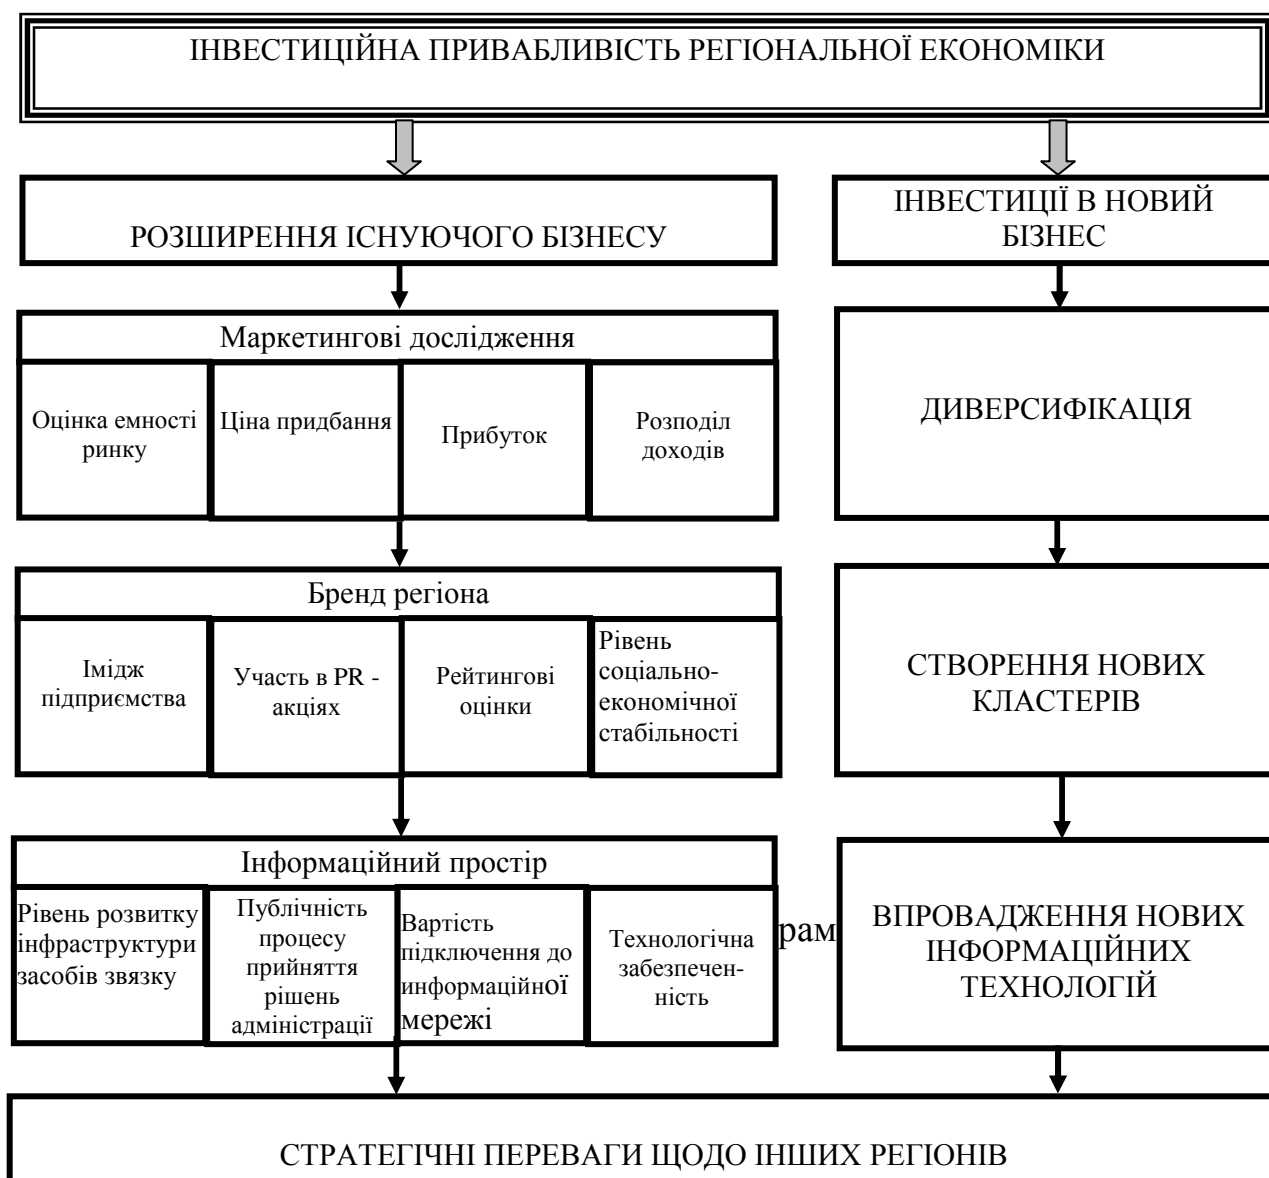 ІНВЕСТИЦІЙНА ПРИВАБЛИВІСТЬ РЕГІОНАЛЬНОЇ ЕКОНОМІКИ
РОЗШИРЕННЯ ІСНУЮЧОГО БІЗНЕСУ
ІНВЕСТИЦІЇ В НОВИЙ
БІЗНЕС
Маркетингові дослідження
Оцінка емності
ринку
Ціна придбання
Прибуток
Розподіл
доходів
ДИВЕРСИФІКАЦІЯ
Бренд регіона
Імідж
підприємства
Участь в PR -
акціях
Рейтингові
оцінки
Рівень
соціально-
економічної
стабільності
СТВОРЕННЯ НОВИХ
КЛАСТЕРІВ
Інформаційний простір
Рівень розвитку
інфраструктури
засобів звязку
Публічність
процесу
прийняття
рішень
адміністрації
Вартість
підключення до
информаційної
мережі
Технологічна
забезпечен-
ність
рам
ВПРОВАДЖЕННЯ НОВИХ
ІНФОРМАЦІЙНИХ
ТЕХНОЛОГІЙ
СТРАТЕГІЧНІ ПЕРЕВАГИ ЩОДО ІНШИХ РЕГІОНІВ